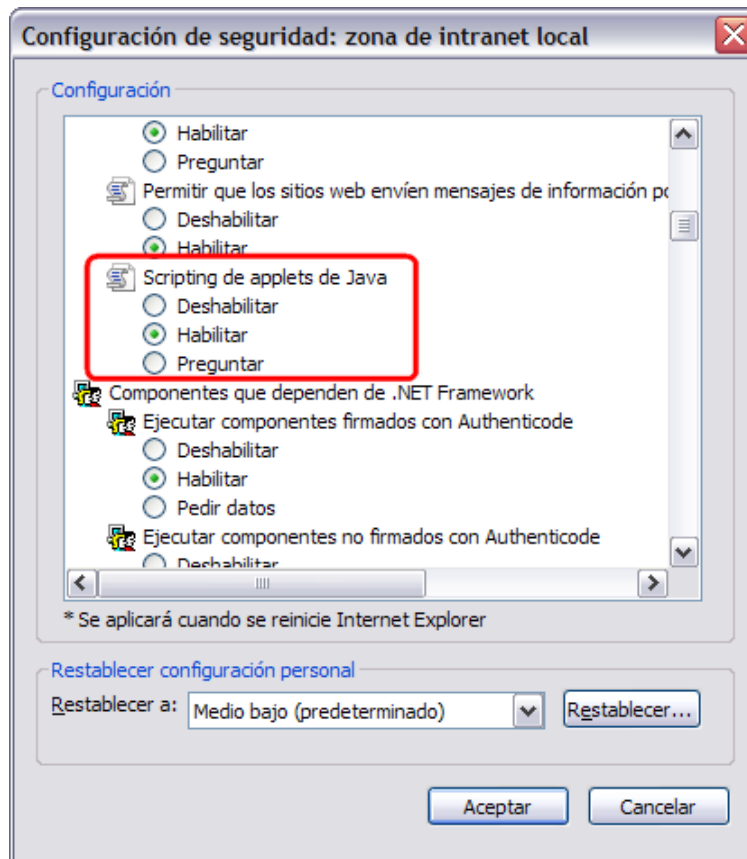 Configuración de seguridad: zona de intranet local
Configuración
Habilitar
Preguntar
Permitir que los sitios web envíen mensajes de información po
Deshabilitar
Habilitar
Scripting de applets de Java
Deshabilitar
Habilitar
Preguntar
Componentes que dependen de .NET Framework
Ejecutar componentes firmados con Authenticode
Deshabilitar
Habilitar
Pedir datos
Ejecutar componentes no firmados con Authenticode
Deshabilitar
* Se aplicará cuando se reinicie Internet Explorer
Restablecer configuración personal
Restablecer a: Medio bajo (predeterminado) Restablecer...
Aceptar Cancelar